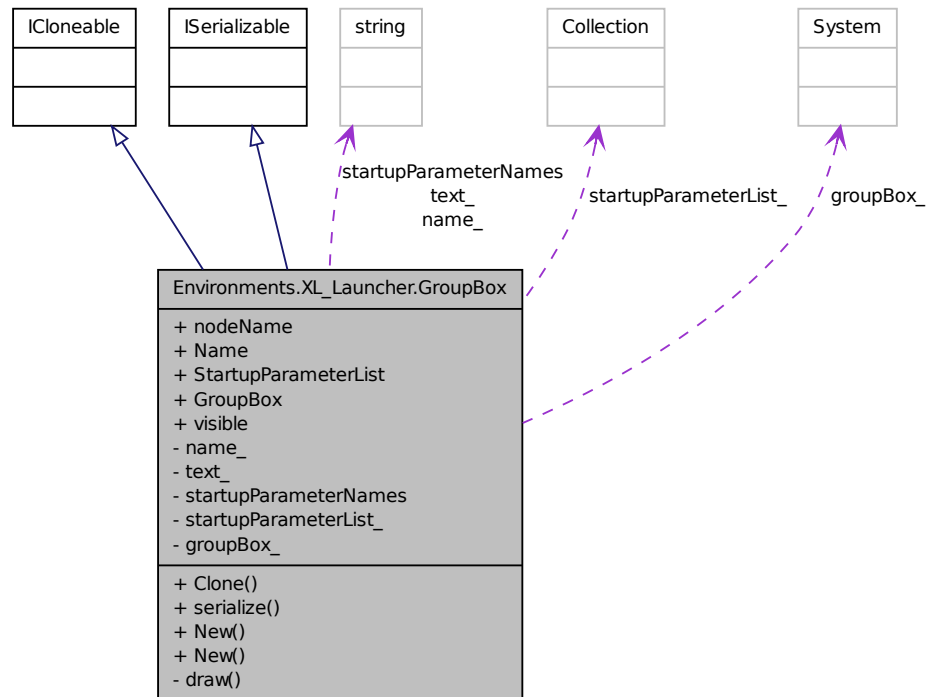 ICloneable
ISerializable
string
Collection
System
startupParameterNames
text_
name_
startupParameterList_
groupBox_
Environments.XL_Launcher.GroupBox
+ nodeName
+ Name
+ StartupParameterList
+ GroupBox
+ visible
- name_
- text_
- startupParameterNames
- startupParameterList_
- groupBox_
+ Clone()
+ serialize()
+ New()
+ New()
- draw()